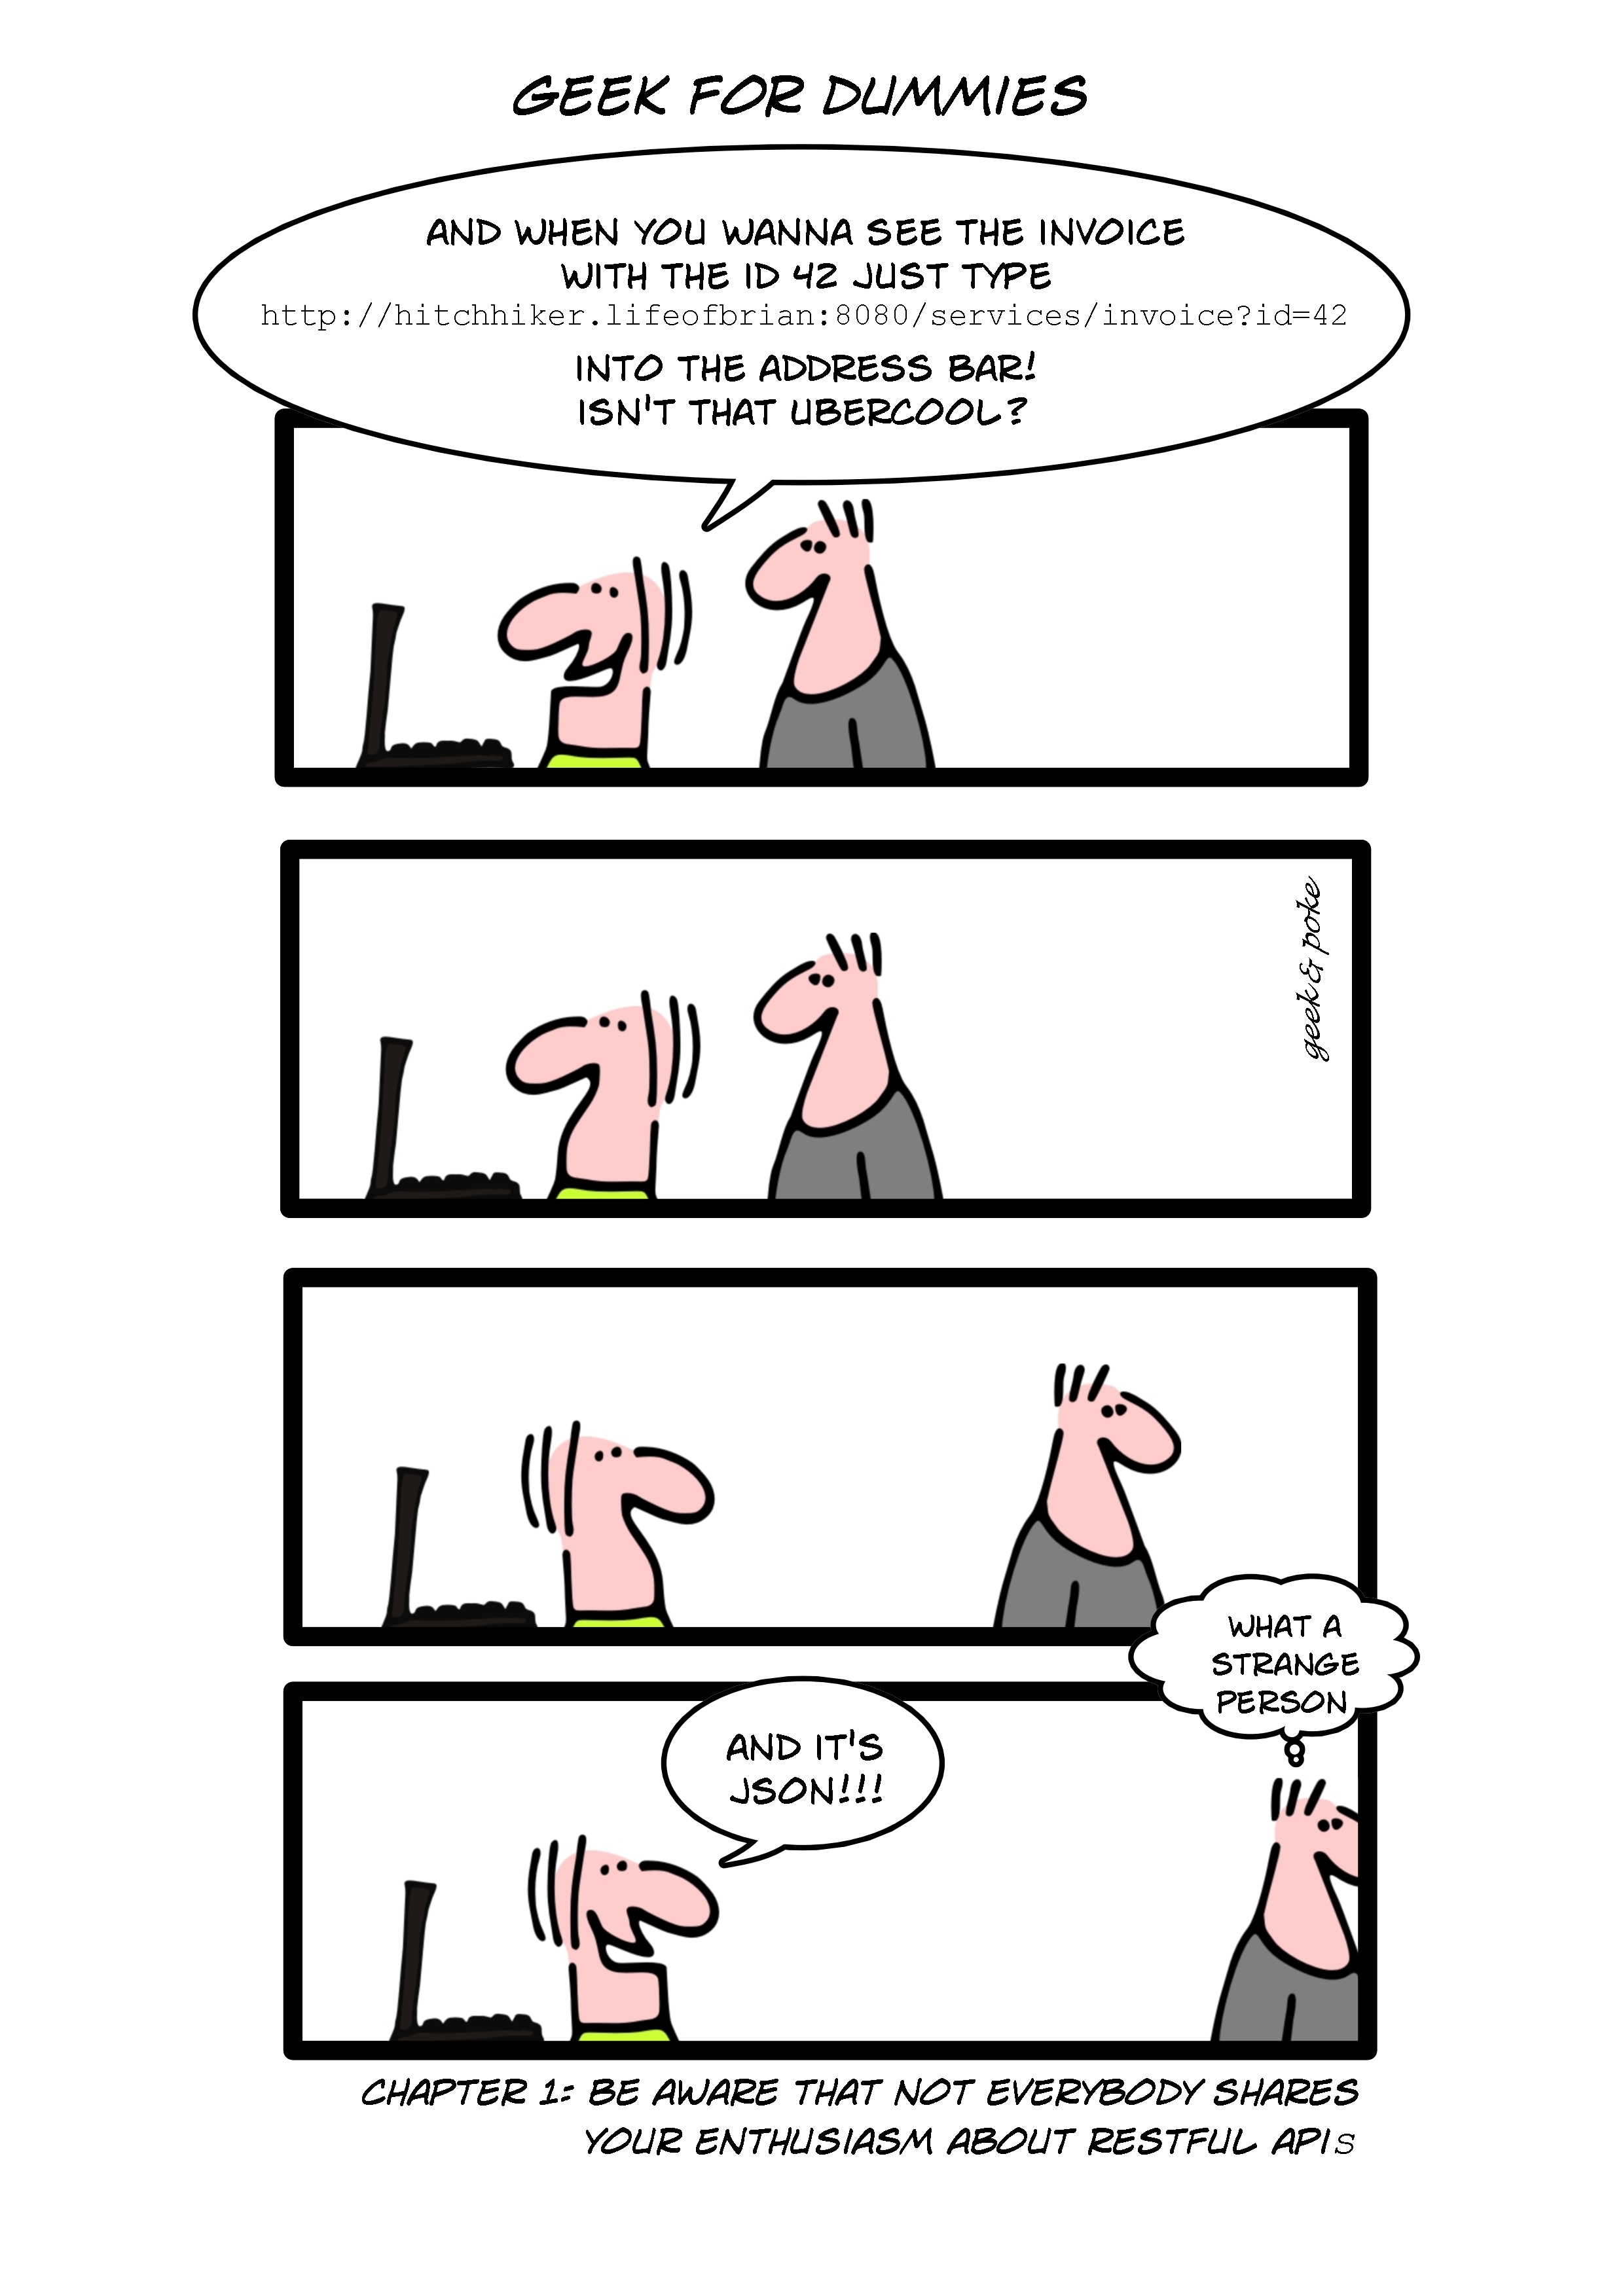 GEEK FOR DUMMIES
AND WHEN YOU WANNA SEE THE INVOICE
WITH THE ID 42 JUST TYPE
http://hitchhiker.lifeofbrian:8080/services/invoice?id=42
INTO THE ADDRESS BAR!
ISN'T THAT UBERCOOL?
geek & poke
WHAT A
STRANGE
PERSON
AND IT'S
JSON!!!
CHAPTER 1: BE AWARE THAT NOT EVERYBODY SHARES
YOUR ENTHUSIASM ABOUT RESTFUL APIs